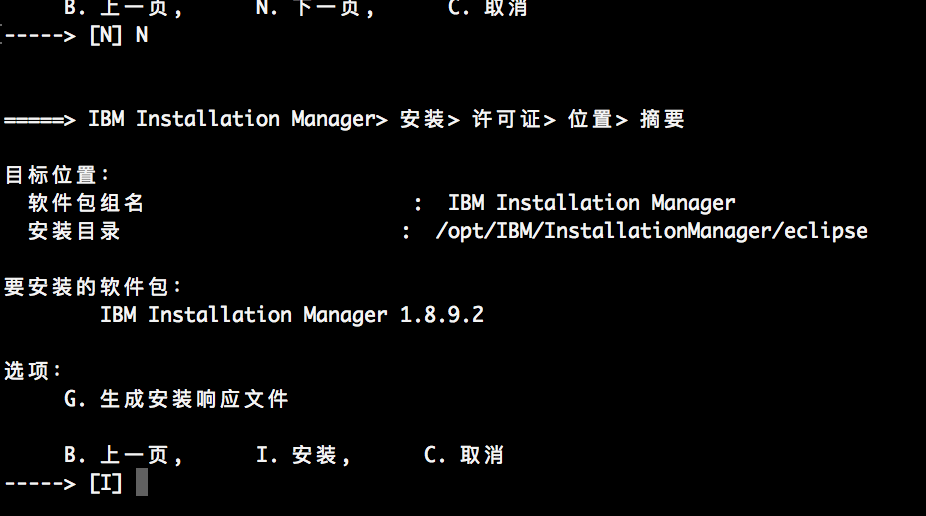 B. 上一页, N. 下一页, C. 取消
-----> [N] N
=====> IBM Installation Manager> 安装> 许可证> 位置> 摘要
目标位置:
软件包组名 : IBM Installation Manager
安装目录 : /opt/IBM/InstallationManager/eclipse
要安装的软件包:
IBM Installation Manager 1.8.9.2
选项:
G. 生成安装响应文件
B. 上一页, I. 安装, C. 取消
-----> [I]